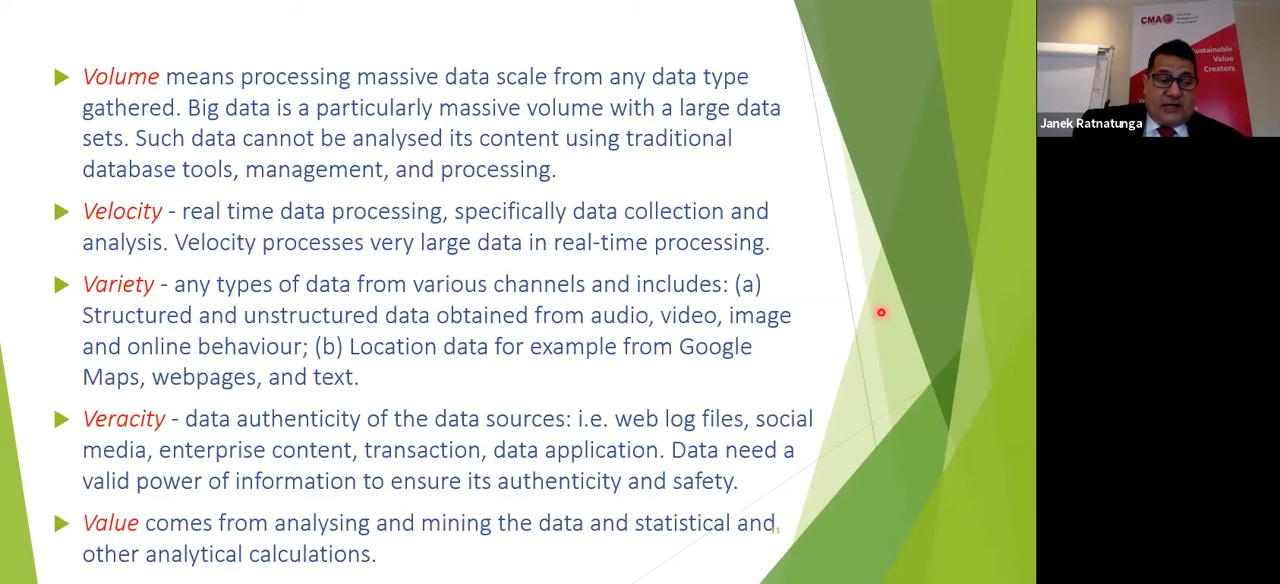 Volume means processing massive data scale from any data type
gathered. Big data is a particularly massive volume with a large data
sets. Such data cannot be analysed its content using traditional
database tools, management, and processing.
Velocity - real time data processing, specifically data collection and
analysis. Velocity processes very large data in real-time processing.
Variety - any types of data from various channels and includes: (a)
Structured and unstructured data obtained from audio, video, image
and online behaviour; (b) Location data for example from Google
Maps, webpages, and text.
Veracity - data authenticity of the data sources: i.e. web log files, social
media, enterprise content, transaction, data application. Data need a
valid power of information to ensure its authenticity and safety.
Value comes from analysing and mining the data and statistical and
other analytical calculations.
11
CMA
Sustainable
Value
Creators
Janek Ratnatunga